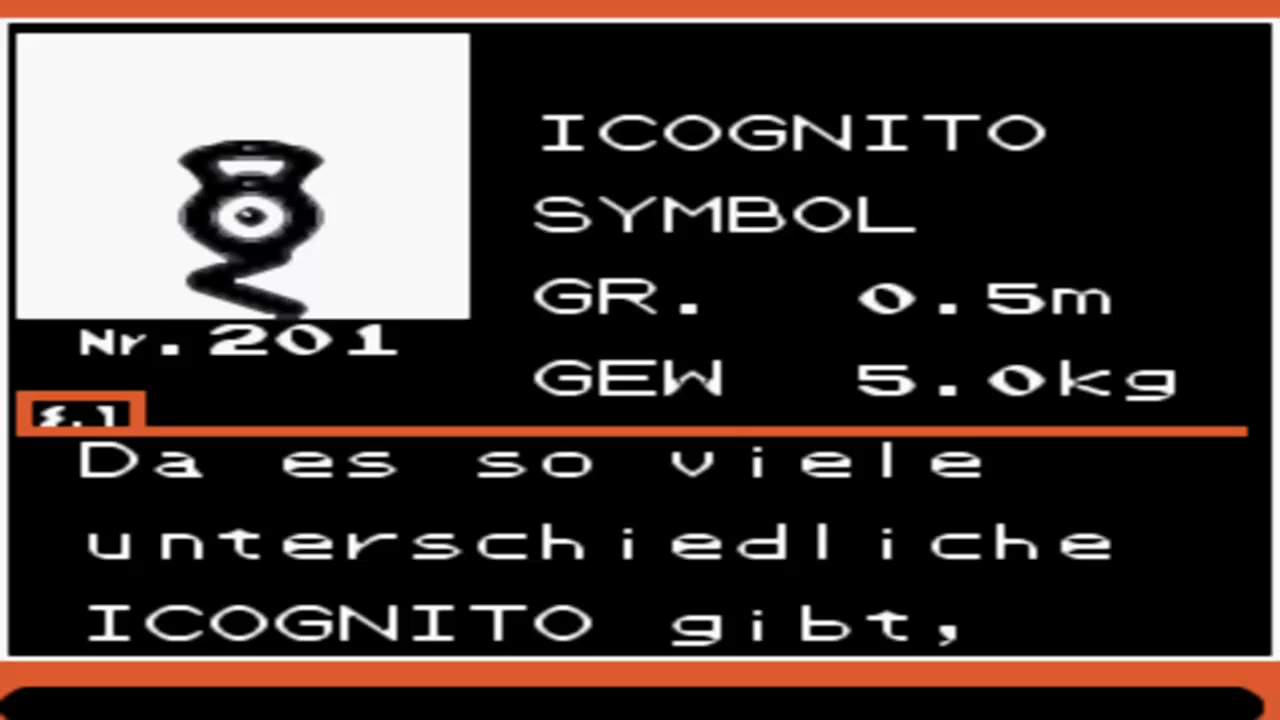 ICOGNITO
SYMBOL
GR. 0.5m
GEW 5.0kg
Nr.201
Da es so viele
unterschiedliche
ICOGNITO gibt,